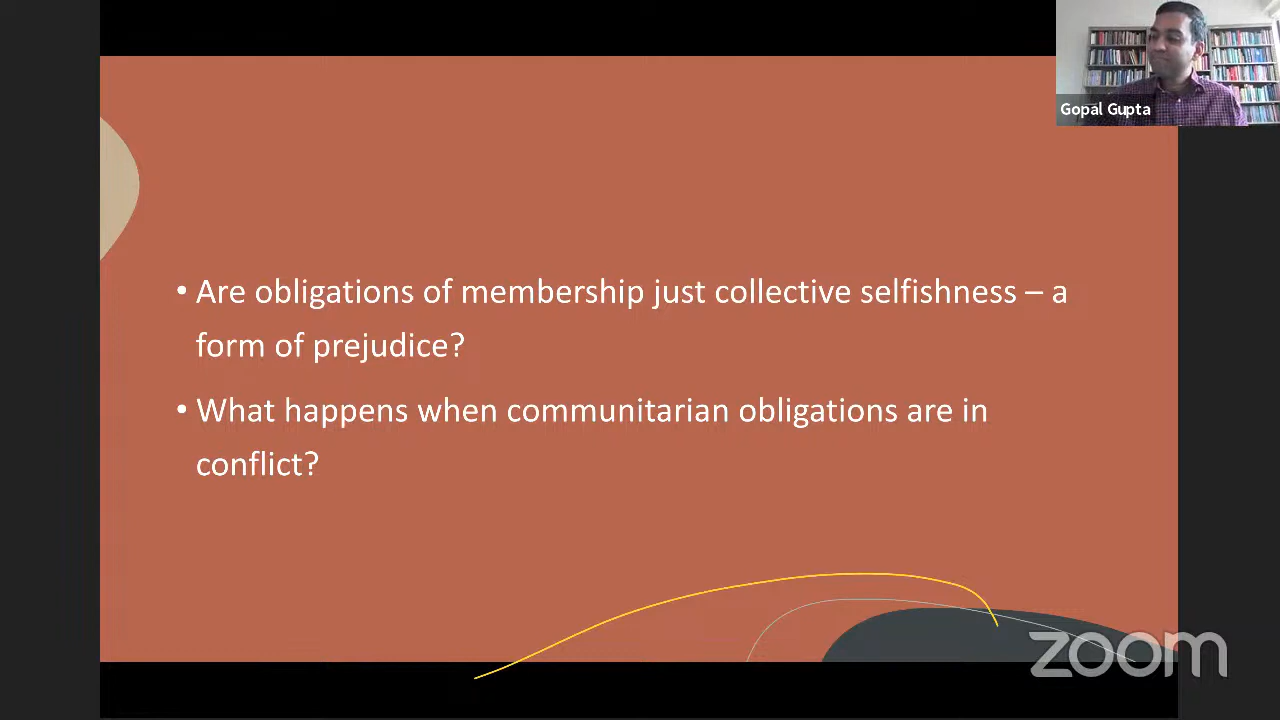 Gopal Gupta
• Are obligations of membership just collective selfishness – a
form of prejudice?
• What happens when communitarian obligations are in
conflict?
zoom